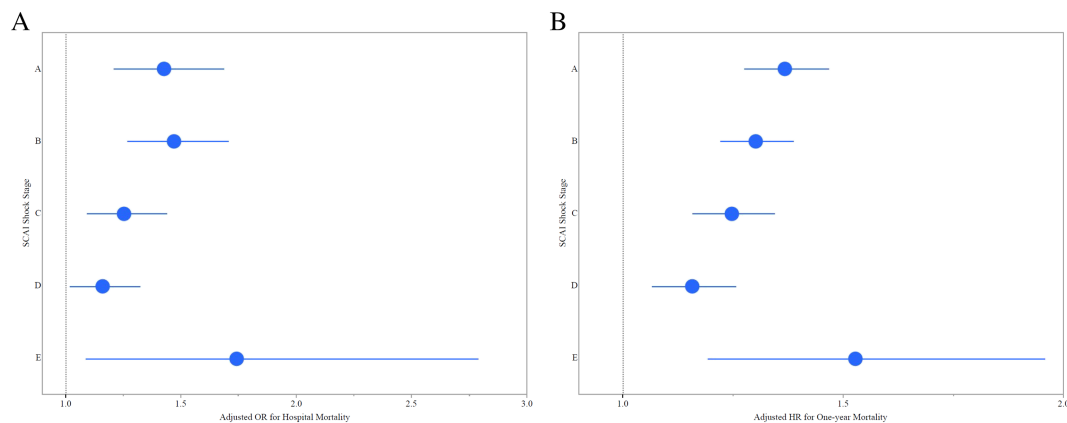 A
A
B
C
D
E
SCAI Shock Stage
1.0
1.5
2.0
2.5
3.0
Adjusted OR for Hospital Mortality
B
A
B
C
D
E
SCAI Shock Stage
1.0
1.5
2.0
Adjusted HR for One-year Mortality